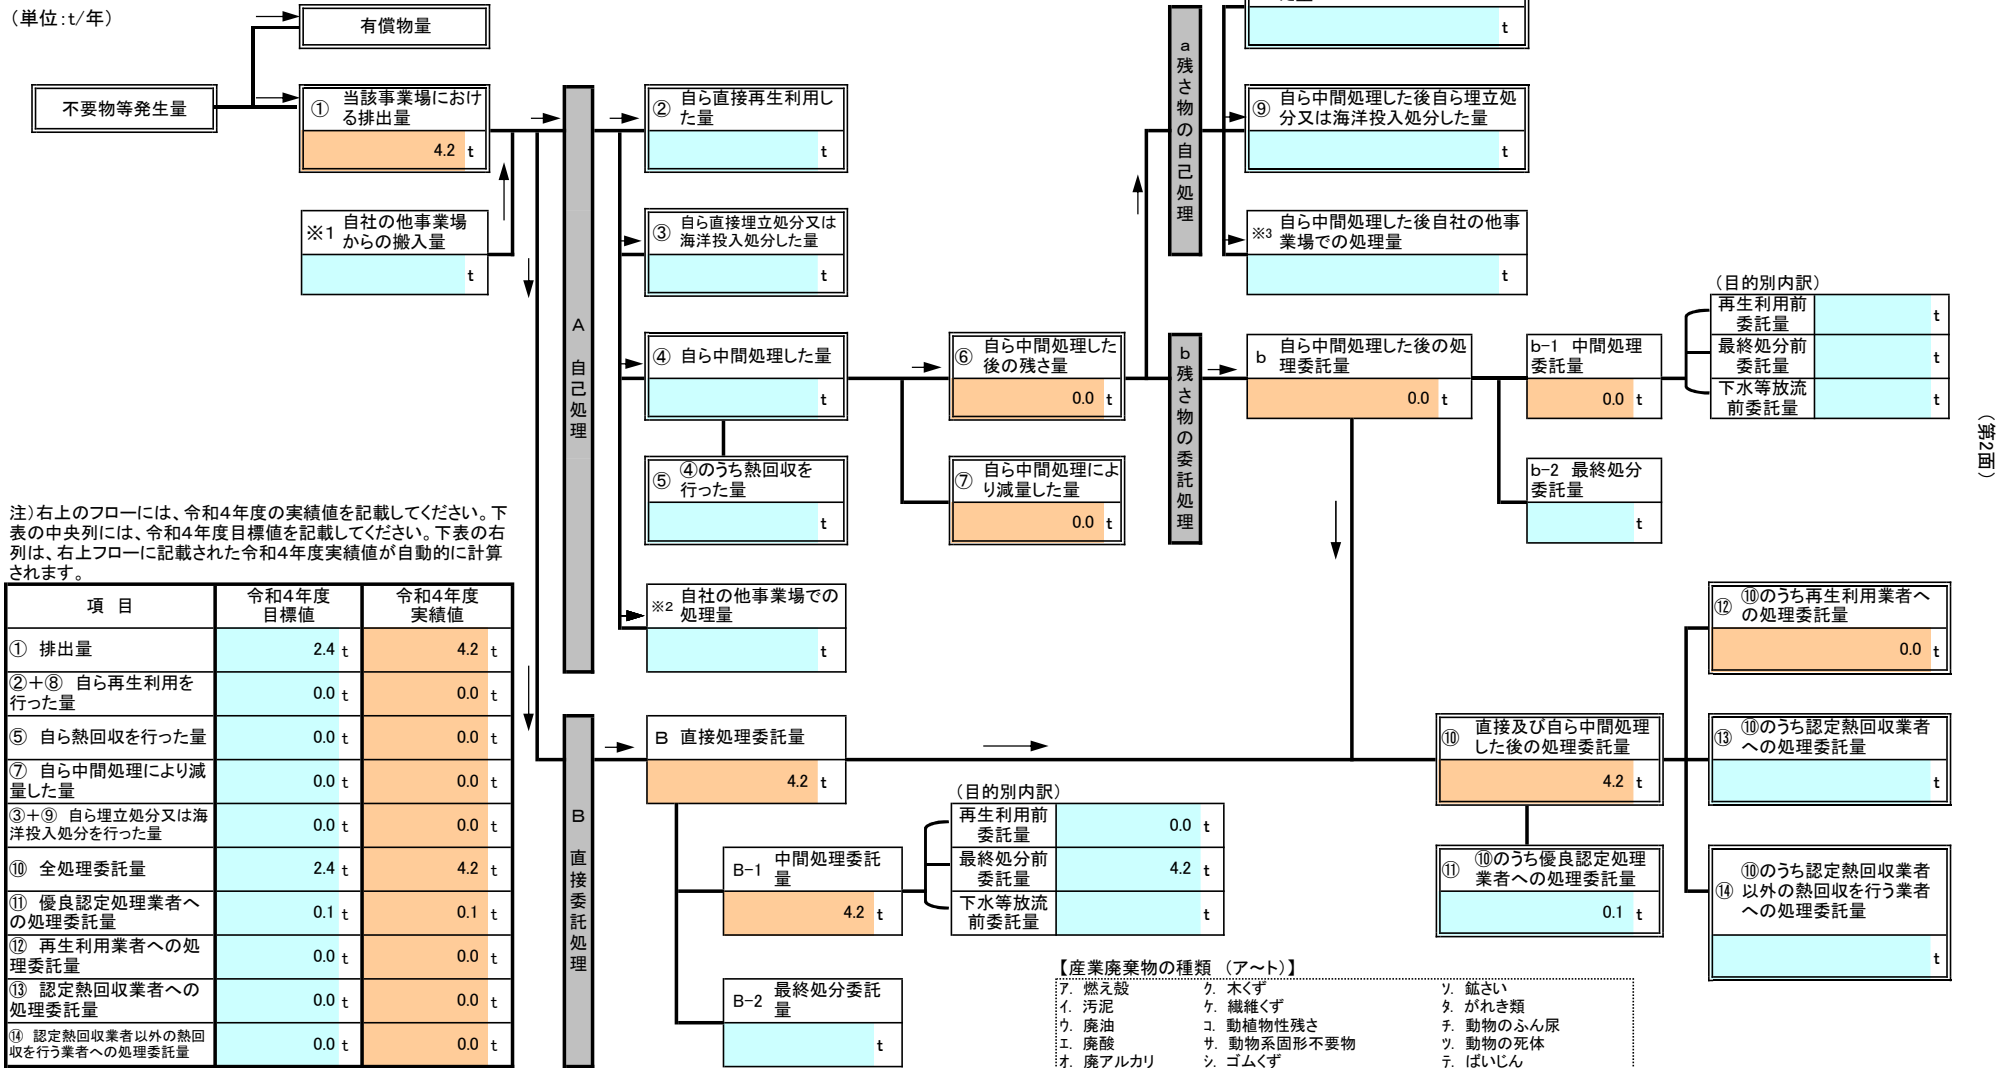 (単位:t/年)
有償物量
不要物等発生量
① 当該事業場におけ
る排出量
4.2 t
※1 自社の他事業場
からの搬入量
t
A 自己処理
② 自ら直接再生利用し
た量
t
③ 自ら直接埋立処分又は
海洋投入処分した量
t
④ 自ら中間処理した量
t
⑤ ④のうち熱回収を
行った量
t
※2 自社の他事業場での
処理量
t
⑥ 自ら中間処理した
後の残さ量
0.0 t
⑦ 自ら中間処理によ
り減量した量
0.0 t
a 残さ物の自己処理
t
⑨ 自ら中間処理した後自ら埋立処
分又は海洋投入処分した量
t
※3 自ら中間処理した後自社の他事
業場での処理量
t
b 残さ物の委託処理
b 自ら中間処理した後の処
理委託量
0.0 t
b-1 中間処理
委託量
0.0 t
b-2 最終処分
委託量
t
(目的別内訳)
再生利用前
委託量
t
最終処分前
委託量
t
下水等放流
前委託量
t
(第2面)
注)右上のフローには、令和4年度の実績値を記載してください。下
表の中央列には、令和4年度目標値を記載してください。下表の右
列は、右上フローに記載された令和4年度実績値が自動的に計算
されます。
項 目 令和4年度
目標値 令和4年度
実績値
① 排出量 2.4 t 4.2 t
②+⑧ 自ら再生利用を
行った量 0.0 t 0.0 t
⑤ 自ら熱回収を行った量 0.0 t 0.0 t
⑦ 自ら中間処理により減
量した量 0.0 t 0.0 t
③+⑨ 自ら埋立処分又は海
洋投入処分を行った量 0.0 t 0.0 t
⑩ 全処理委託量 2.4 t 4.2 t
⑪ 優良認定処理業者へ
の処理委託量 0.1 t 0.1 t
⑫ 再生利用業者への処
理委託量 0.0 t 0.0 t
⑬ 認定熱回収業者への
処理委託量 0.0 t 0.0 t
⑭ 認定熱回収業者以外の熱回
収を行う業者への処理委託量 0.0 t 0.0 t
B 直接委託処理
B 直接処理委託量
4.2 t
B-1 中間処理委託
量
4.2 t
B-2 最終処分委託
量
t
(目的別内訳)
再生利用前
委託量
0.0 t
最終処分前
委託量
4.2 t
下水等放流
前委託量
t
⑩ 直接及び自ら中間処理
した後の処理委託量
4.2 t
⑪ ⑩のうち優良認定処理
業者への処理委託量
0.1 t
⑫ ⑩のうち再生利用業者へ
の処理委託量
0.0 t
⑬ ⑩のうち認定熱回収業者
への処理委託量
t
⑭ ⑩のうち認定熱回収業者
以外の熱回収を行う業者
への処理委託量
t
【産業廃棄物の種類 (ア~ト)】
ア. 燃え殻 ク. 木くず ソ. 鉱さい
イ. 汚泥 ケ. 繊維くず タ. がれき類
ウ. 廃油 コ. 動植物性残さ チ. 動物のふん尿
エ. 廃酸 サ. 動物系固形不要物 ツ. 動物の死体
オ. 廃アルカリ シ. ゴムくず テ. ばいじん